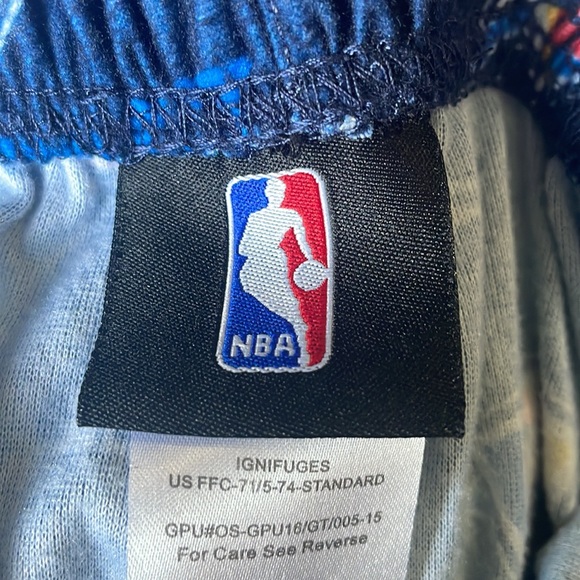 NBA
IGNIFUGES
US FFC-71/5-74-STANDARD
GPU#OS-GPU16/GT/005-15
For Care See Reverse